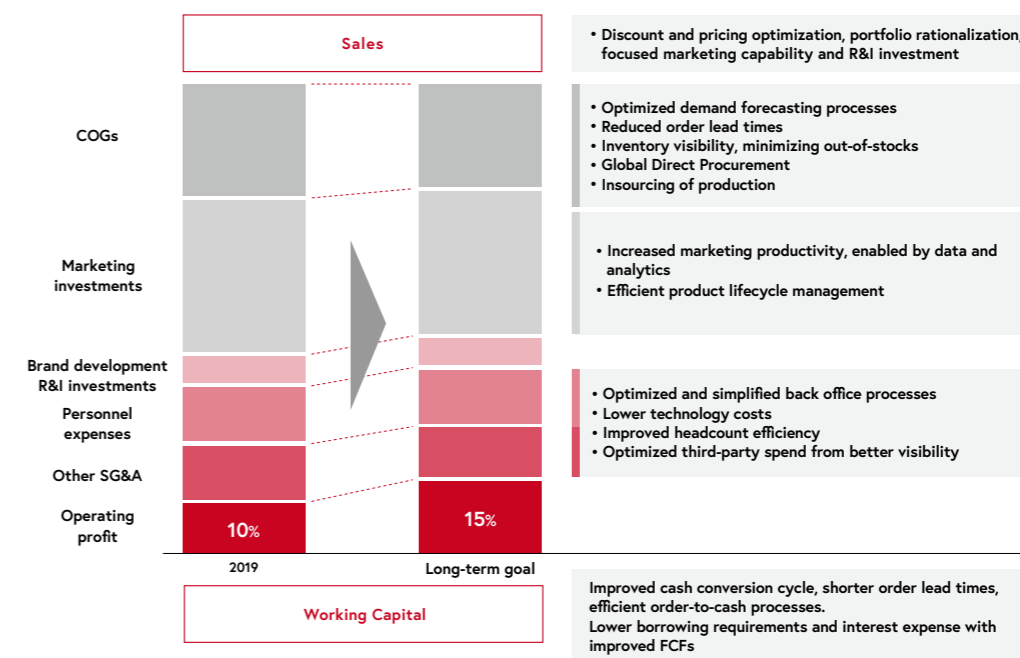 Sales
• Discount and pricing optimization, portfolio rationalization,
focused marketing capability and R&I investment
COGs
• Optimized demand forecasting processes
• Reduced order lead times
• Inventory visibility, minimizing out-of-stocks
• Global Direct Procurement
• Insourcing of production
Marketing
investments
• Increased marketing productivity, enabled by data and
analytics
• Efficient product lifecycle management
Brand development
R&I investments
Personnel
expenses
• Optimized and simplified back office processes
• Lower technology costs
• Improved headcount efficiency
• Optimized third-party spend from better visibility
Other SG&A
Operating
profit
10%
15%
2019
Long-term goal
Working Capital
Improved cash conversion cycle, shorter order lead times,
efficient order-to-cash processes.
Lower borrowing requirements and interest expense with
improved FCFs